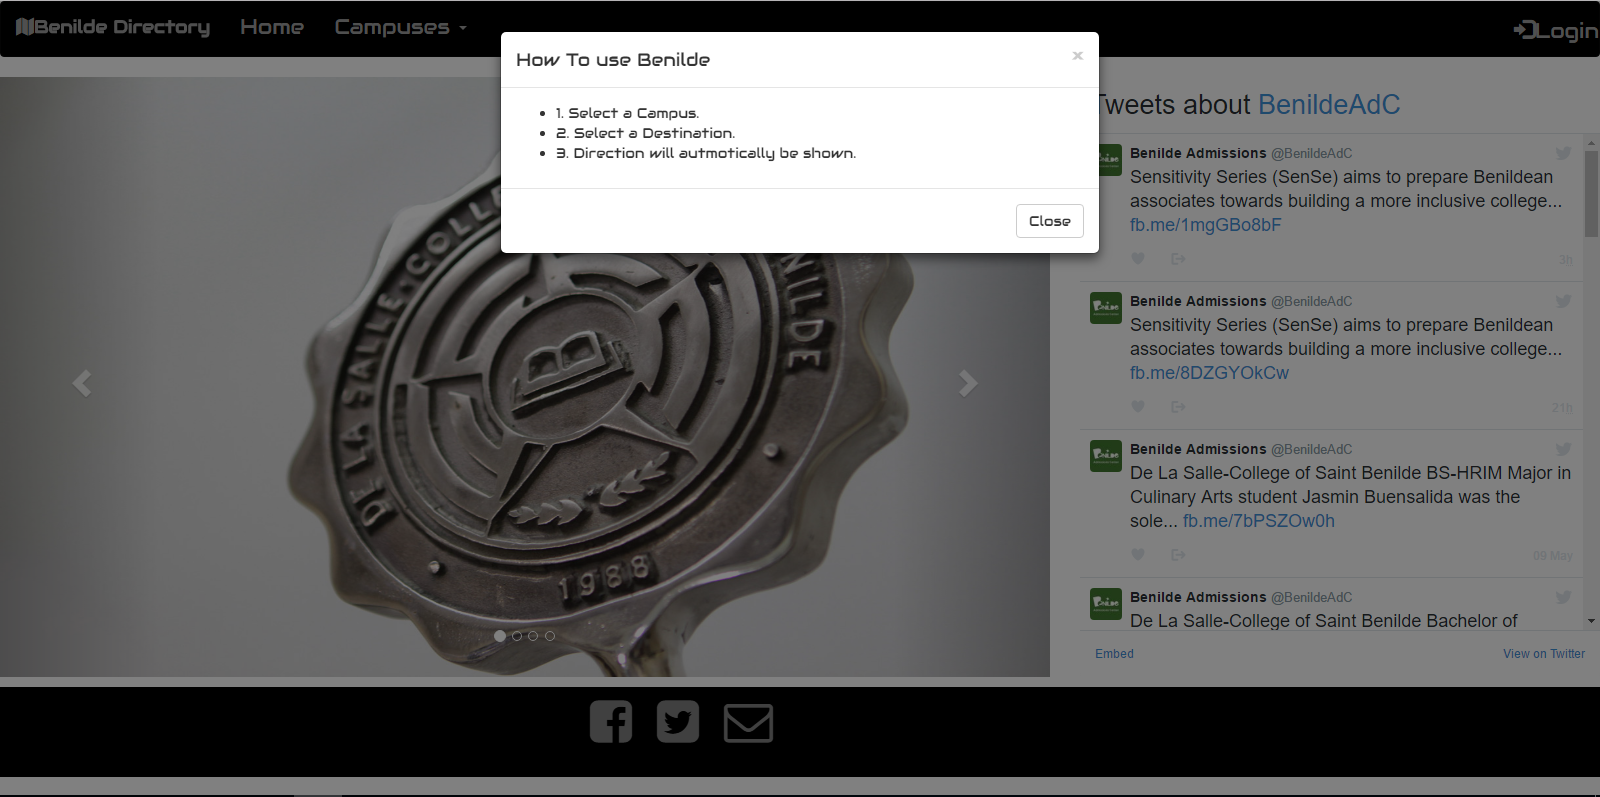 Benilde Directory
Home
Campuses
Login
How To use Benilde
×
1. Select a Campus.
2. Select a Destination.
3. Direction will autmotically be shown.
Close
DE LA SALLE-COLLE
NILDE
B
1988
Tweets about BenildeAdC
Benilde Admissions @BenildeAdC
Sensitivity Series (SenSe) aims to prepare Benildean
associates towards building a more inclusive college...
fb.me/1mgGBo8bF
3h
Benilde
Benilde Admissions @BenildeAdC
Sensitivity Series (SenSe) aims to prepare Benildean
associates towards building a more inclusive college...
fb.me/8DZGYOkCw
21h
Benilde
Benilde Admissions @BenildeAdC
De La Salle-College of Saint Benilde BS-HRIM Major in
Culinary Arts student Jasmin Buensalida was the
sole... fb.me/7bPSZOw0h
09 May
Benilde
Benilde Admissions @BenildeAdC
De La Salle-College of Saint Benilde Bachelor of
Embed
View on Twitter